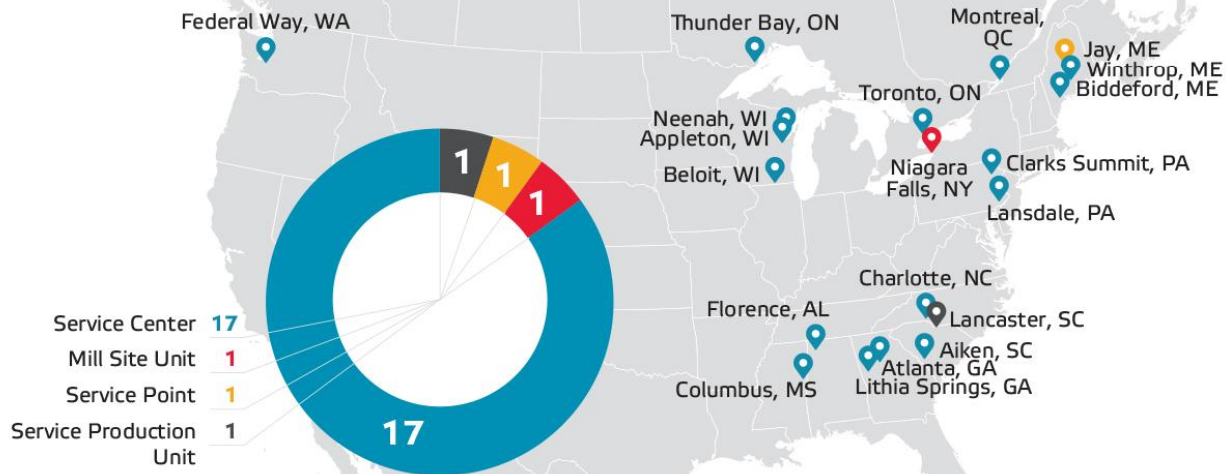 Federal Way, WA
Thunder Bay, ON
Montreal,
QC
Jay, ME
Winthrop, ME
Biddeford, ME
Toronto, ON
Neenah, WI
Appleton, WI
Beloit, WI
Niagara
Falls, NY
Clarks Summit, PA
Lansdale, PA
Charlotte, NC
Lancaster, SC
Florence, AL
Aiken, SC
Atlanta, GA
Lithia Springs, GA
Columbus, MS
1
1
1
17
Service Center 17
Mill Site Unit 1
Service Point 1
Service Production 1
Unit